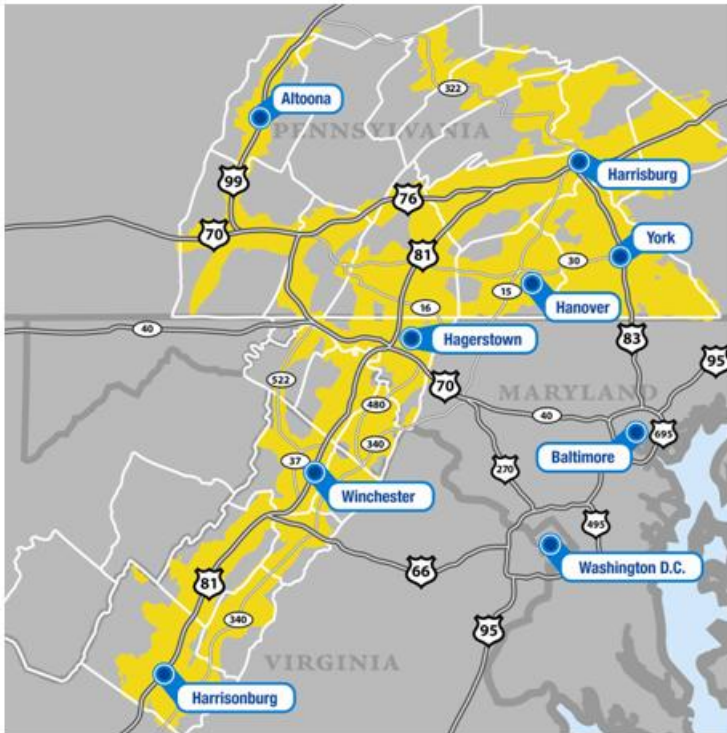 322
Altoona
PENNSYLVANIA
Harrisburg
99
76
70
81
York
30
15
Hanover
16
40
Hagerstown
83
95
522
70
MARYLAND
480
40
340
695
Baltimore
37
270
Winchester
495
Washington D.C.
66
81
340
95
VIRGINIA
Harrisonburg